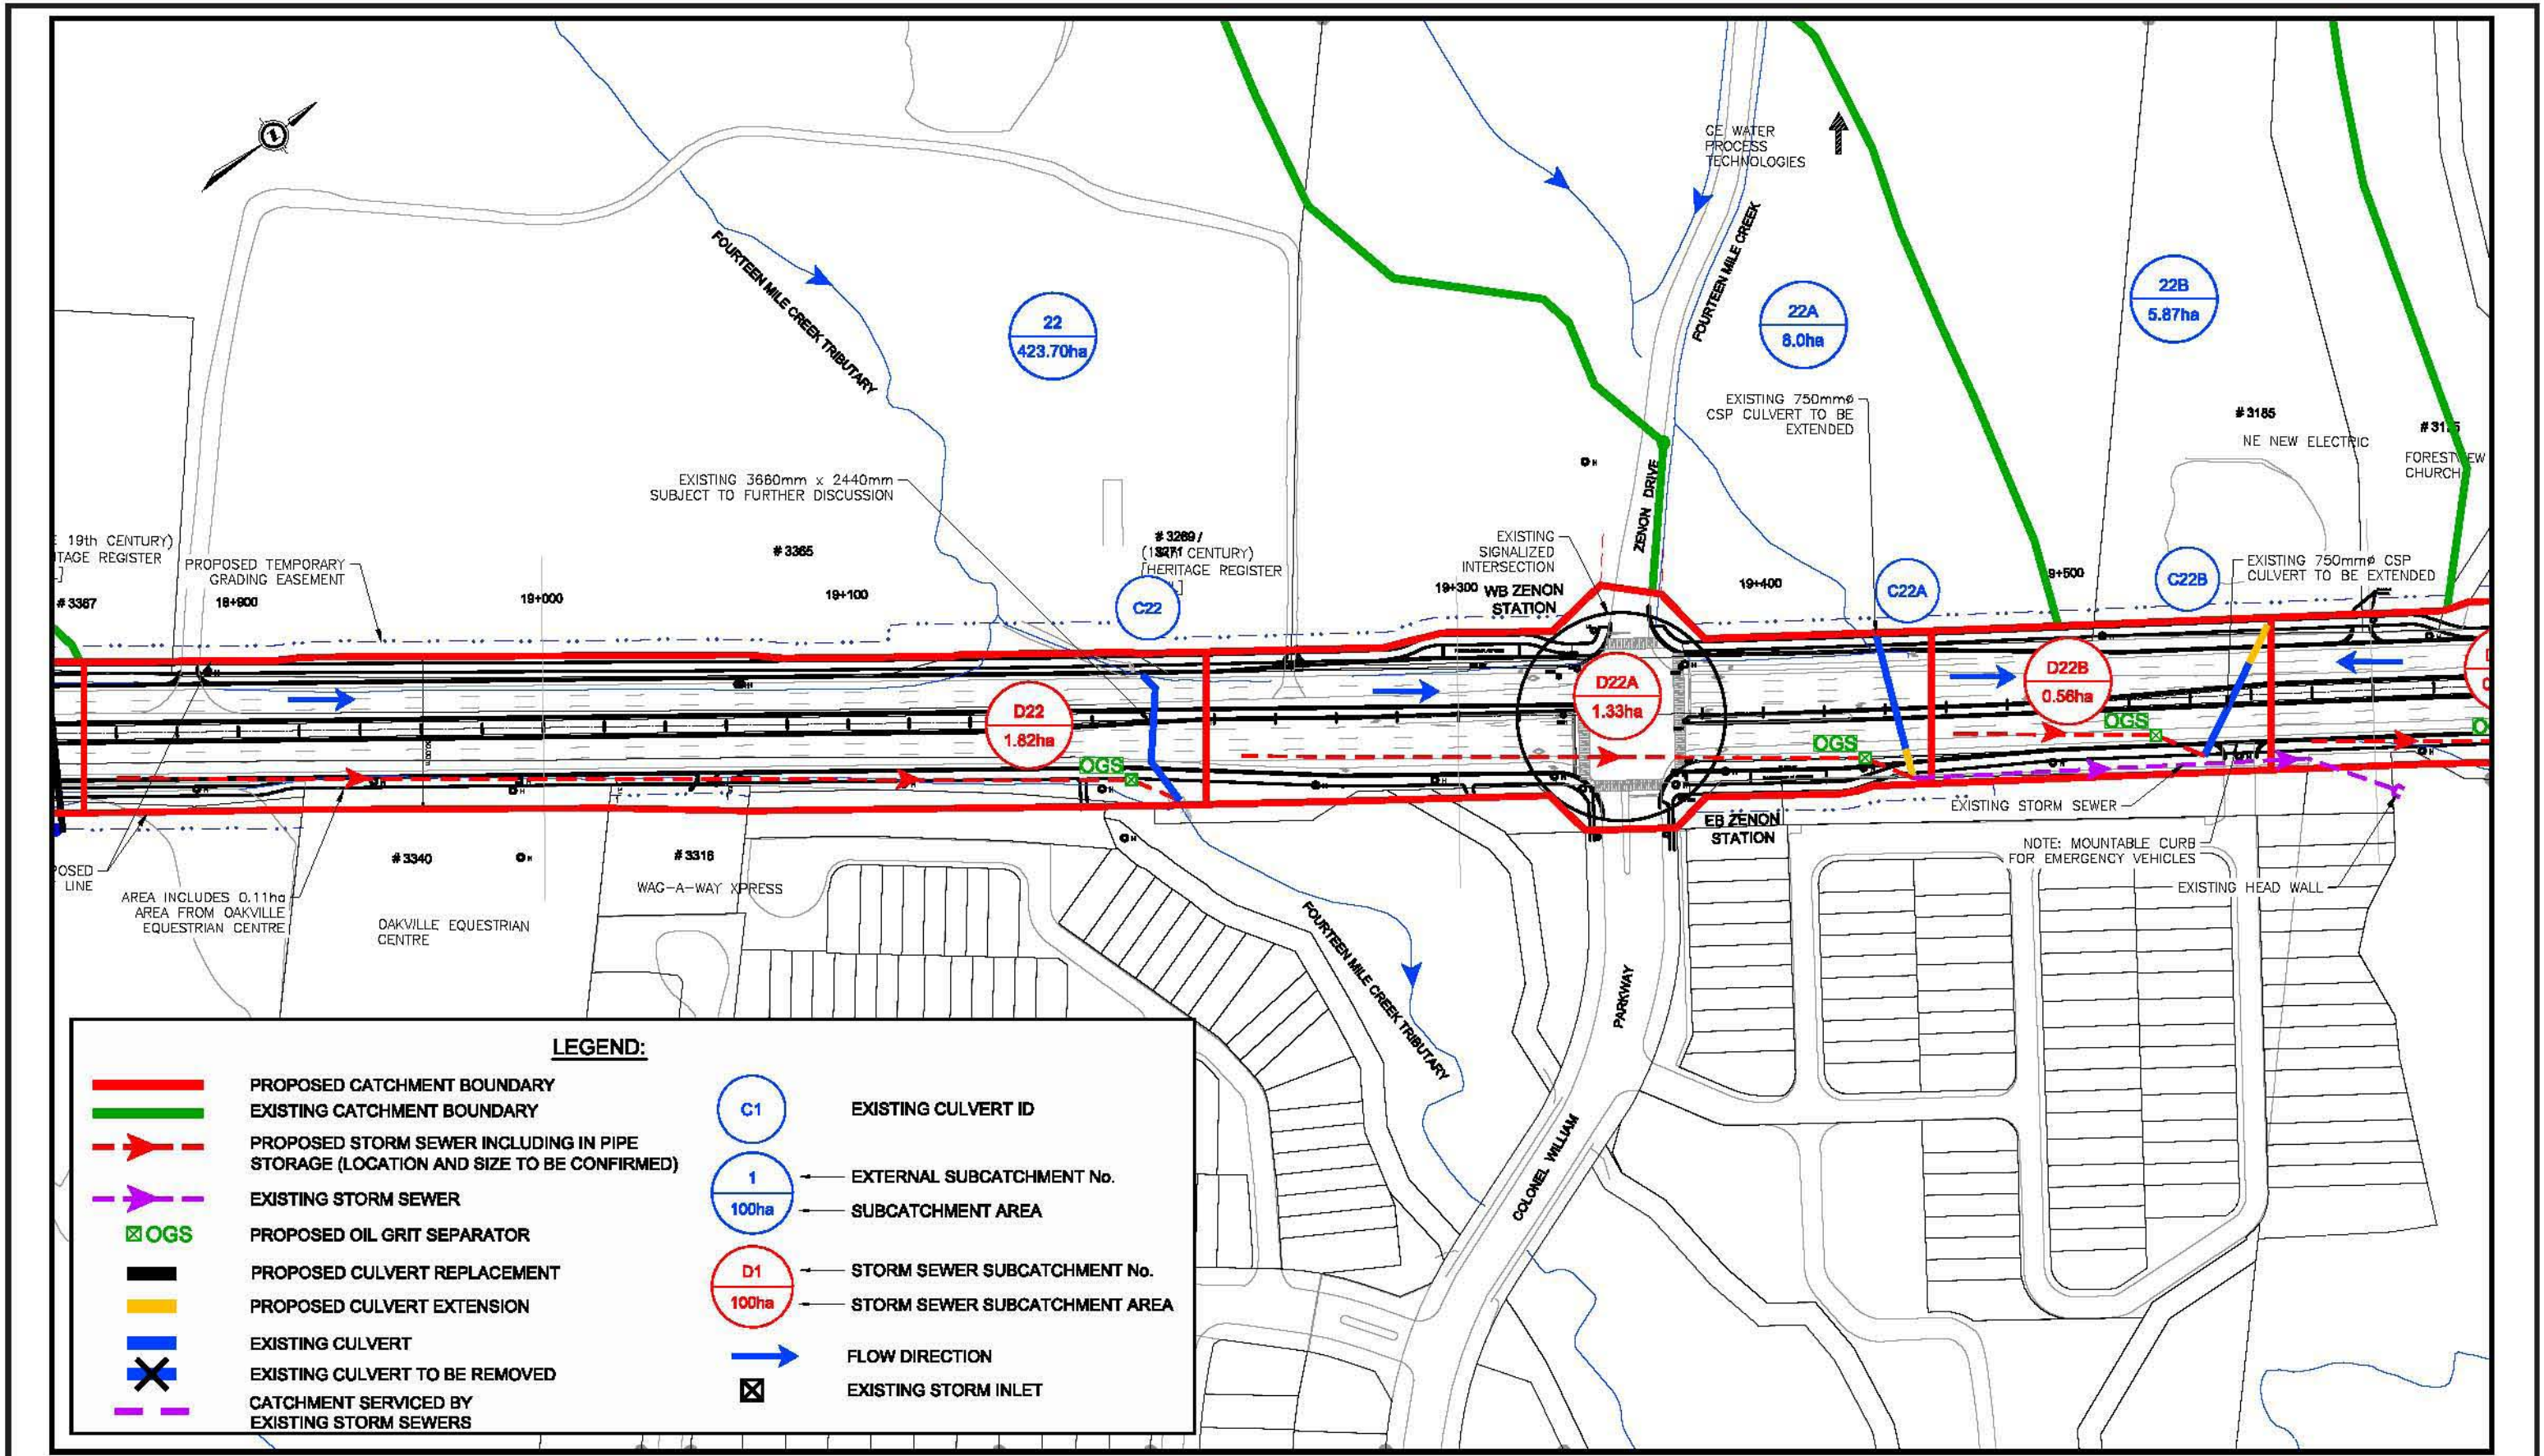 GE WATER
PROCESS
TECHNOLOGIES
FOURTEEN MILE CREEK TRIBUTARY
FOURTEEN MILE CREEK
22
423.70ha
22A
8.0ha
22B
5.87ha
EXISTING 750mmø
CSP CULVERT TO BE
EXTENDED
# 3185
NE NEW ELECTRIC
FORESTVIEW
CHURCH
EXISTING 3660mm x 2440mm
SUBJECT TO FURTHER DISCUSSION
ZENON DRIVE
19th CENTURY)
TAGE REGISTER
# 3367
PROPOSED TEMPORARY
GRADING EASEMENT
18+900
19+000
# 3365
19+100
# 3269 /
CENTURY)
[HERITAGE REGISTER
C22
EXISTING
SIGNALIZED
INTERSECTION
19+300
WB ZENON
STATION
19+400
C22A
9+500
C22B
EXISTING 750mmø CSP
CULVERT TO BE EXTENDED
D22
1.82ha
OGS
D22A
1.33ha
OGS
D22B
0.56ha
OGS
EXISTING STORM SEWER
EB ZENON
STATION
NOTE: MOUNTABLE CURB
FOR EMERGENCY VEHICLES
EXISTING HEAD WALL
POSED
LINE
AREA INCLUDES 0.11ha
AREA FROM OAKVILLE
EQUESTRIAN CENTRE
# 3340
OAKVILLE EQUESTRIAN
CENTRE
# 3316
WAG-A-WAY XPRESS
FOURTEEN MILE CREEK TRIBUTARY
COLONEL WILLIAM
PARKWAY
LEGEND:
PROPOSED CATCHMENT BOUNDARY
EXISTING CATCHMENT BOUNDARY
PROPOSED STORM SEWER INCLUDING IN PIPE
STORAGE (LOCATION AND SIZE TO BE CONFIRMED)
EXISTING STORM SEWER
OGS
PROPOSED OIL GRIT SEPARATOR
PROPOSED CULVERT REPLACEMENT
PROPOSED CULVERT EXTENSION
EXISTING CULVERT
EXISTING CULVERT TO BE REMOVED
CATCHMENT SERVICED BY
EXISTING STORM SEWERS
C1
EXISTING CULVERT ID
1
100ha
EXTERNAL SUBCATCHMENT No.
SUBCATCHMENT AREA
D1
100ha
STORM SEWER SUBCATCHMENT No.
STORM SEWER SUBCATCHMENT AREA
FLOW DIRECTION
EXISTING STORM INLET